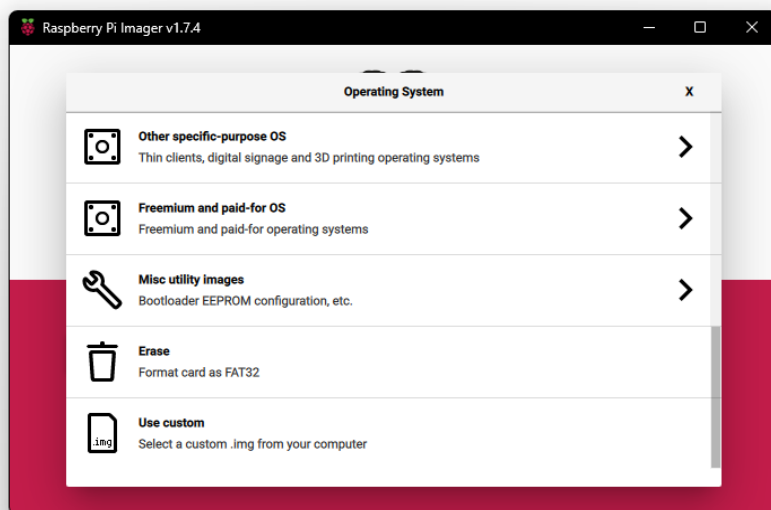 Raspberry Pi Imager v1.7.4
Operating System
X
Other specific-purpose OS
Thin clients, digital signage and 3D printing operating systems
Freemium and paid-for OS
Freemium and paid-for operating systems
Misc utility images
Bootloader EEPROM configuration, etc.
Erase
Format card as FAT32
.img
Use custom
Select a custom .img from your computer